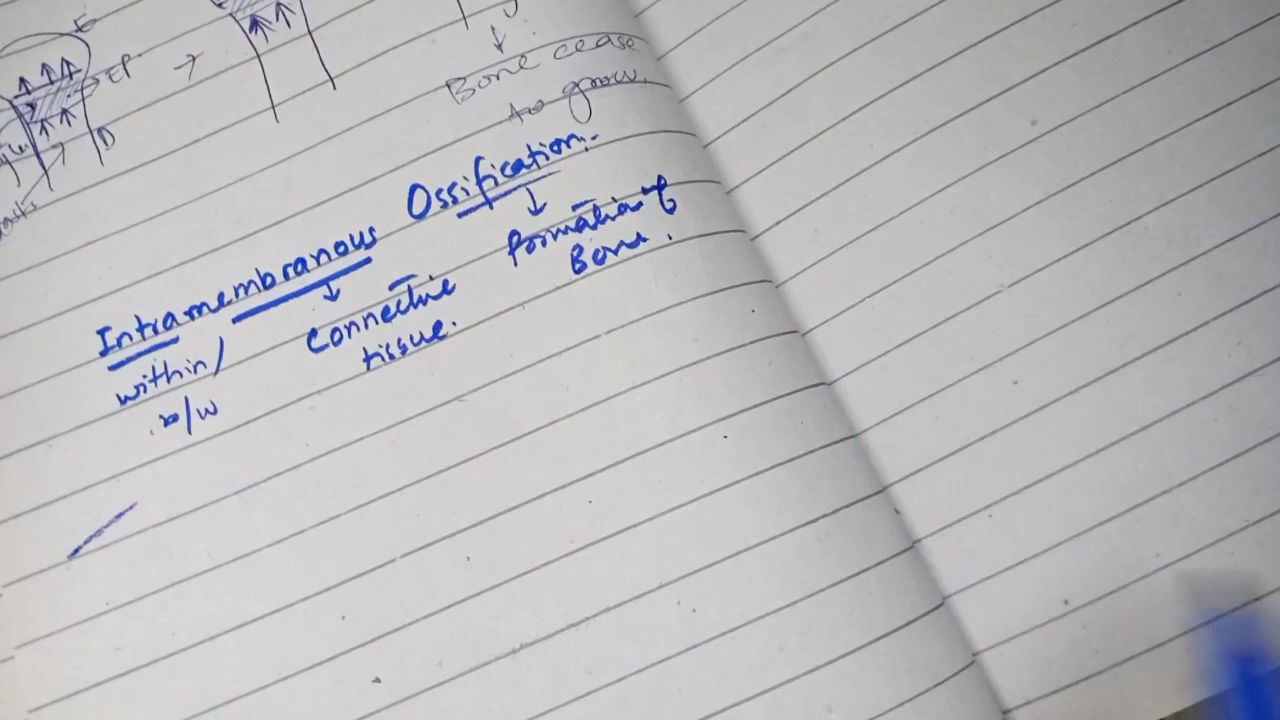 E
EP
D
↓
Bone cease
to grow.
Intramembranous Ossification:-
within/
b/w
↓
connective
tissue.
↓
formation of
Bone.